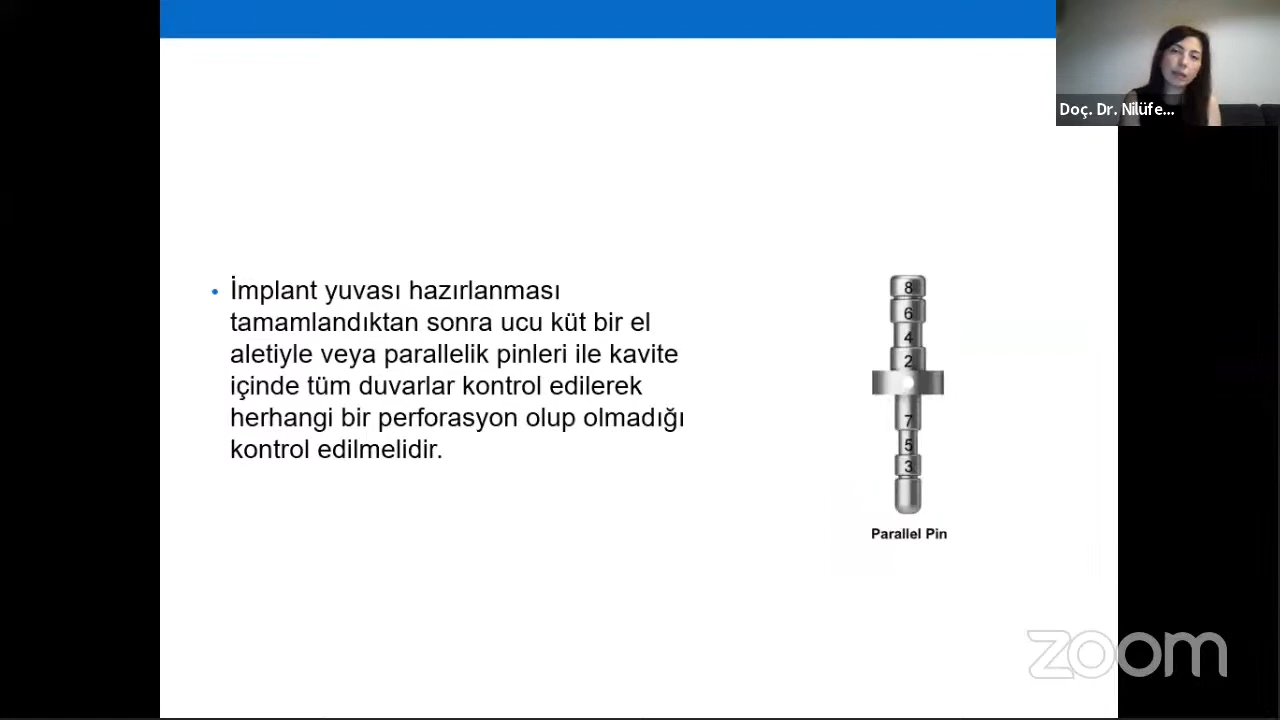 Doç. Dr. Nilüfe...
İmplant yuvası hazırlanması
tamamlandıktan sonra ucu küt bir el
aletiyle veya parallelik pinleri ile kavite
içinde tüm duvarlar kontrol edilerek
herhangi bir perforasyon olup olmadığı
kontrol edilmelidir.
8
6
4
2
7
5
3
Parallel Pin
zoom